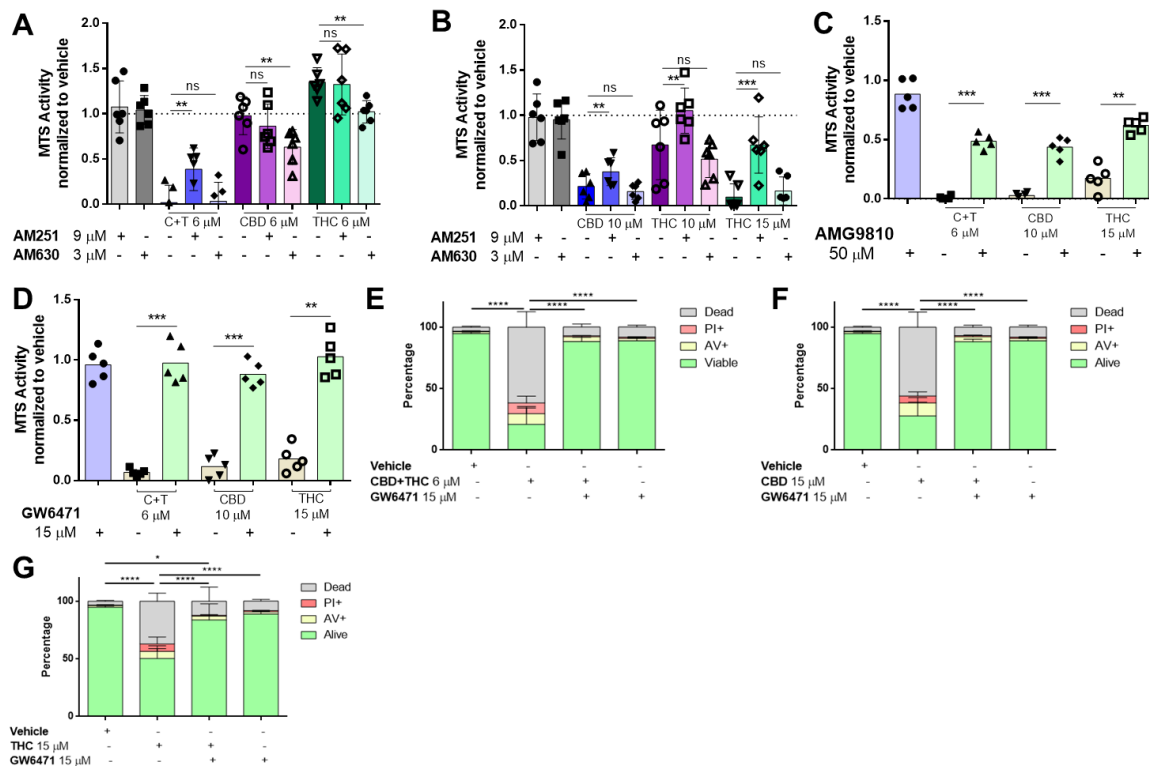 A
MTS Activity
normalized to vehicle
2.0
1.5
1.0
0.5
0.0
ns
**
ns
**
ns
**
C+T 6 μM
CBD 6 μM
THC 6 μM
AM251 9 μM + - - + - - + - - + -
AM630 3 μM - + - - + - - + - - +
B
MTS Activity
normalized to vehicle
2.0
1.5
1.0
0.5
0.0
ns
**
ns
**
ns
***
CBD 10 μM
THC 10 μM
THC 15 μM
AM251 9 μM + - - + - - + - - + -
AM630 3 μM - + - - + - - + - - +
C
MTS Activity
normalized to vehicle
1.5
1.0
0.5
0.0
***
***
**
C+T
6 μM
CBD
10 μM
THC
15 μM
AMG9810
50 μM + - + - + - +
D
MTS Activity
normalized to vehicle
1.5
1.0
0.5
0.0
***
***
**
C+T
6 μM
CBD
10 μM
THC
15 μM
GW6471
15 μM + - + - + - +
E
Percentage
100
50
0
****
****
****
Dead
PI+
AV+
Viable
Vehicle + - - -
CBD+THC 6 μM - + + -
GW6471 15 μM - - + +
F
Percentage
100
50
0
****
****
****
Dead
PI+
AV+
Alive
Vehicle + - - -
CBD 15 μM - + + -
GW6471 15 μM - - + +
G
Percentage
100
50
0
*
****
****
****
Dead
PI+
AV+
Alive
Vehicle + - - -
THC 15 μM - + + -
GW6471 15 μM - - + +